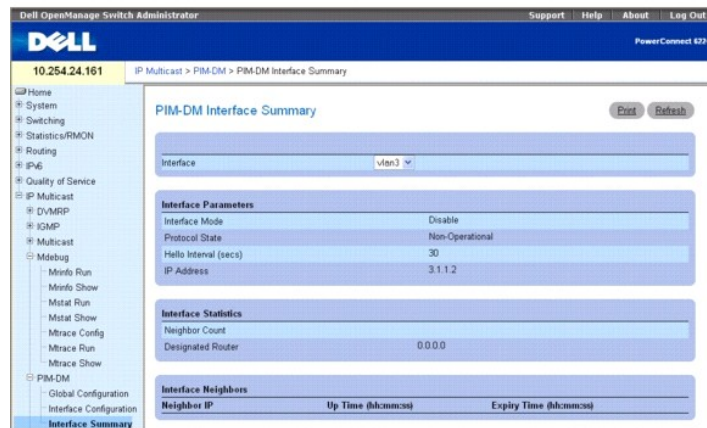 Dell OpenManage Switch Administrator
Support Help About Log Out
DELL
PowerConnect 622
10.254.24.161
IP Multicast > PIM-DM > PIM-DM Interface Summary
Home
System
Switching
Statistics/RMON
Routing
IPv6
Quality of Service
IP Multicast
DVMRP
IGMP
Multicast
Mdebug
Mrinfo Run
Mrinfo Show
Mstat Run
Mstat Show
Mtrace Config
Mtrace Run
Mtrace Show
PIM-DM
Global Configuration
Interface Configuration
Interface Summary
PIM-DM Interface Summary
Print Refresh
Interface vlan3
Interface Parameters
Interface Mode Disable
Protocol State Non-Operational
Hello Interval (secs) 30
IP Address 3.1.1.2
Interface Statistics
Neighbor Count
Designated Router 0.0.0.0
Interface Neighbors
Neighbor IP Up Time (hh:mm:ss) Expiry Time (hh:mm:ss)